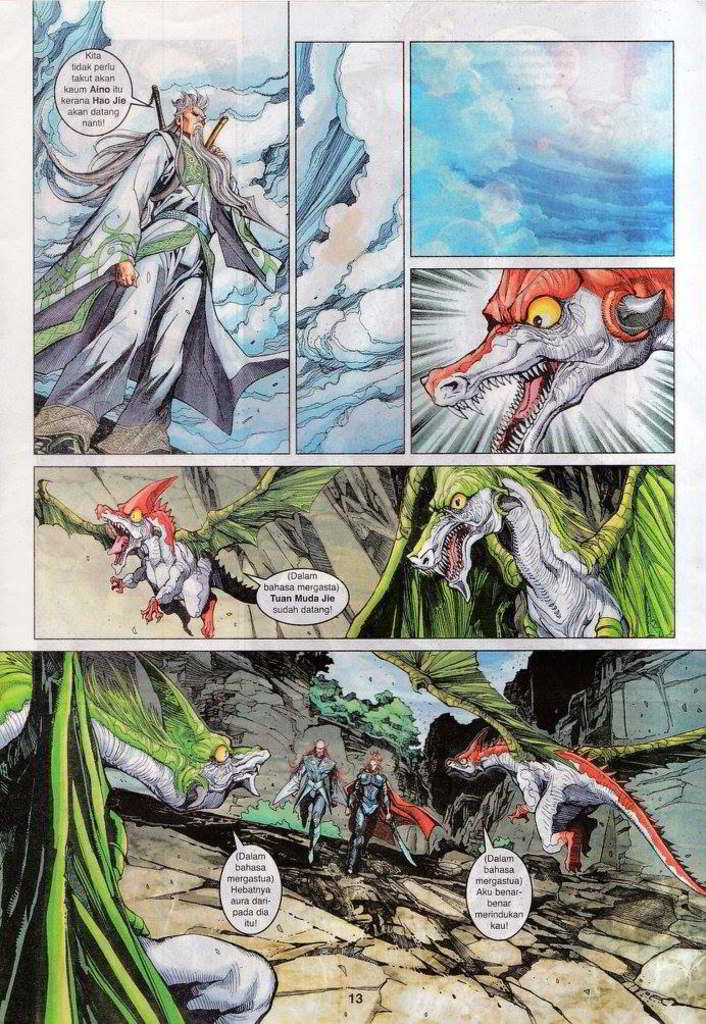 Kita
tidak perlu
takut akan
kaum Aino itu
kerana Hao Jie
akan datang
nanti!
(Dalam
bahasa mergasta)
Tuan Muda Jie
sudah datang!
(Dalam
bahasa
mergastua)
Hebatnya
aura dari-
pada dia
itu!
(Dalam
bahasa
mergastua)
Aku benar-
benar
merindukan
kau!
13